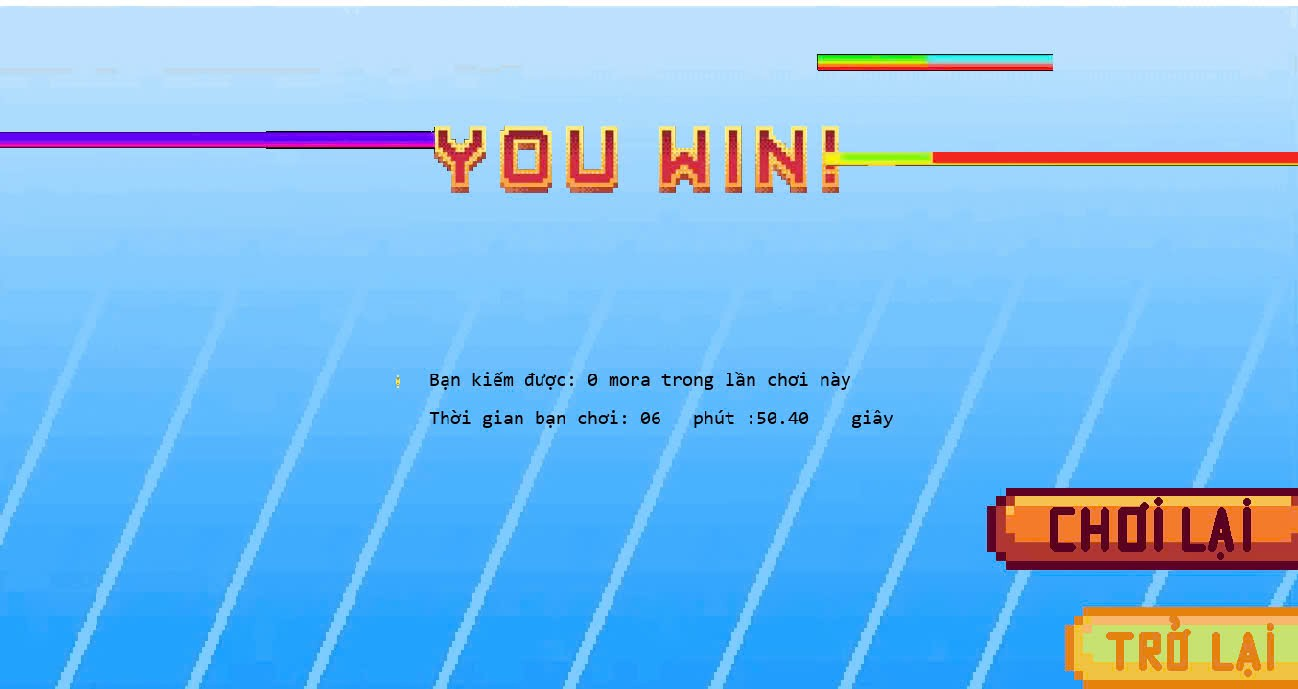 YOU WIN!
Bạn kiếm được: 0 mora trong lần chơi này
Thời gian bạn chơi: 06 phút :50.40 giây
CHƠI LẠI
TRỞ LẠI